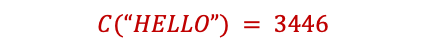 C(“HELLO”) = 3446